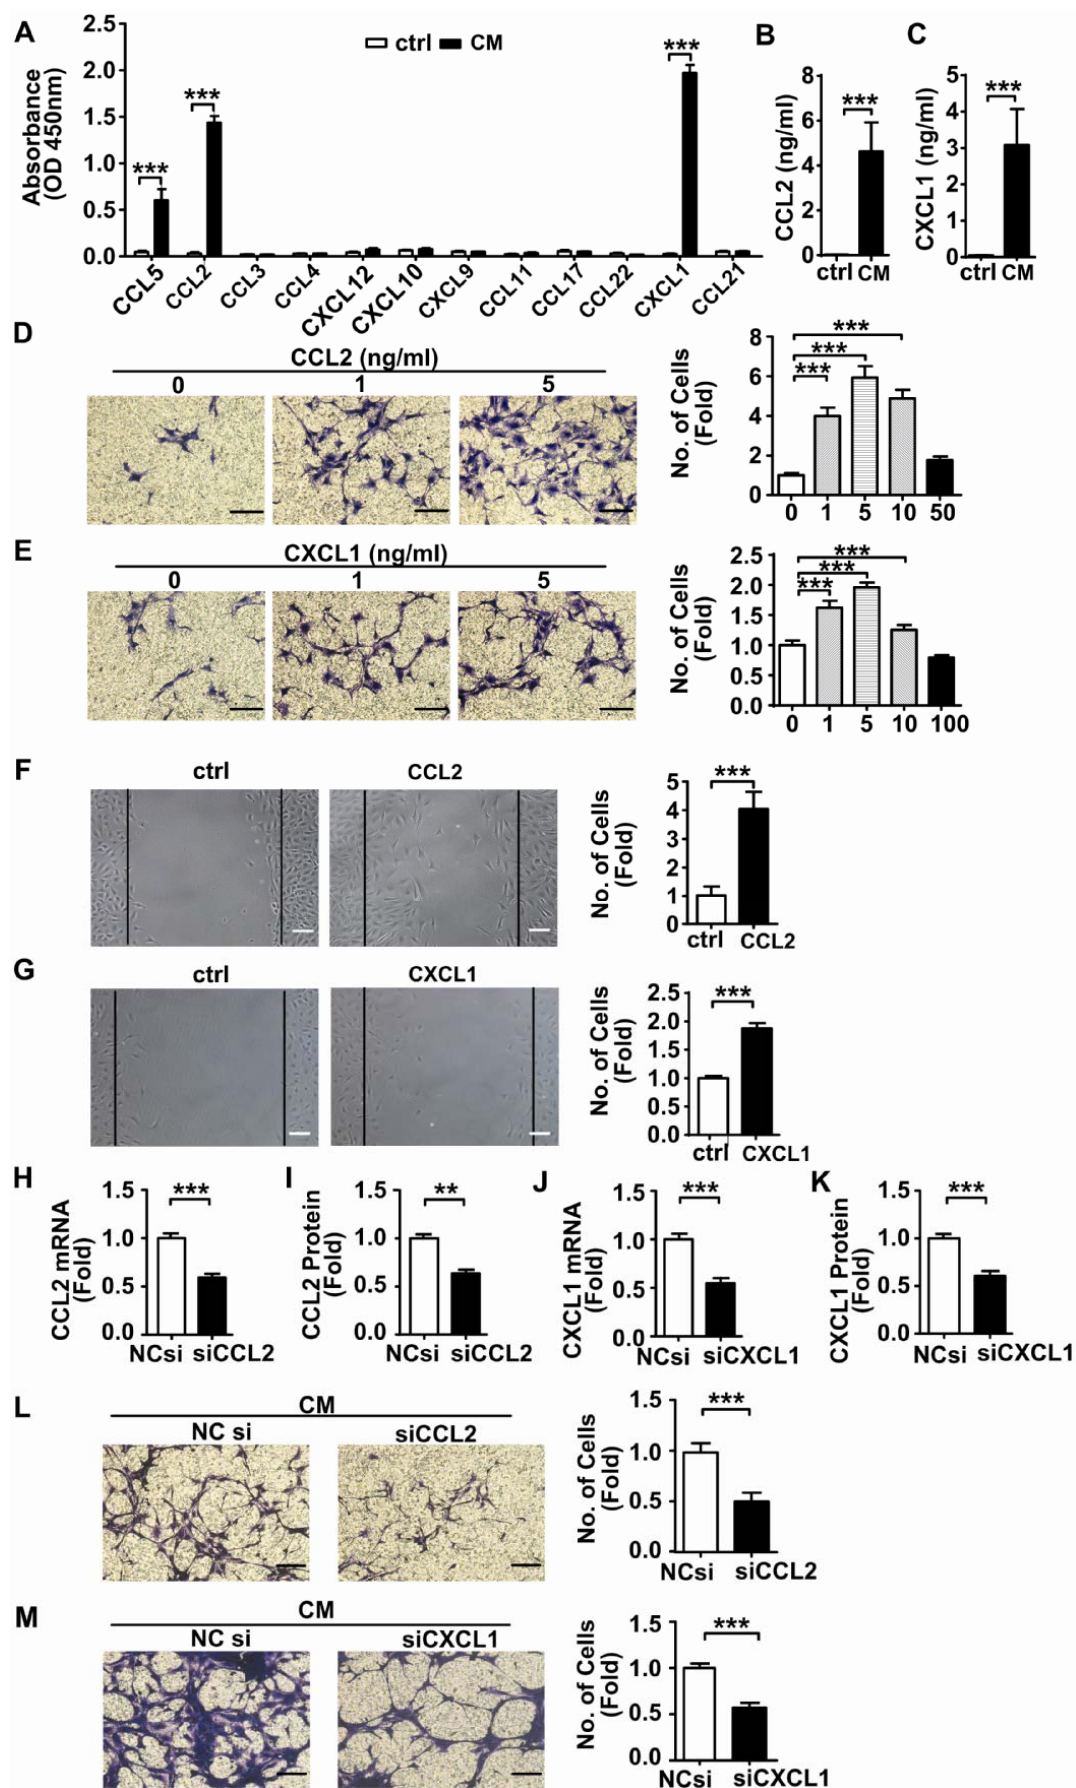 A
2.5
2.0
1.5
1.0
0.5
0.0
Absorbance
(OD 450nm)
ctrl CM
*** *** ***
CCL5 CCL2 CCL3 CCL4 CXCL12 CXCL10 CXCL9 CCL11 CCL17 CCL22 CXCL1 CCL21
B
8
6
4
2
0
CCL2 (ng/ml)
***
ctrl CM
C
5
4
3
2
1
0
CXCL1 (ng/ml)
***
ctrl CM
D
CCL2 (ng/ml)
0 1 5
No. of Cells
(Fold)
8
6
4
2
0
***
***
***
0 1 5 10 50
E
CXCL1 (ng/ml)
0 1 5
No. of Cells
(Fold)
2.5
2.0
1.5
1.0
0.5
0.0
***
***
***
0 1 5 10 100
F
ctrl CCL2
No. of Cells
(Fold)
5
4
3
2
1
0
***
ctrl CCL2
G
ctrl CXCL1
No. of Cells
(Fold)
2.5
2.0
1.5
1.0
0.5
0.0
***
ctrl CXCL1
H
CCL2 mRNA
(Fold)
1.5
1.0
0.5
0.0
***
NCsi siCCL2
I
CCL2 Protein
(Fold)
1.5
1.0
0.5
0.0
**
NCsi siCCL2
J
CXCL1 mRNA
(Fold)
1.5
1.0
0.5
0.0
***
NCsi siCXCL1
K
CXCL1 Protein
(Fold)
1.5
1.0
0.5
0.0
***
NCsi siCXCL1
L
CM
NC si siCCL2
No. of Cells
(Fold)
1.5
1.0
0.5
0.0
***
NCsi siCCL2
M
CM
NC si siCXCL1
No. of Cells
(Fold)
1.5
1.0
0.5
0.0
***
NCsi siCXCL1